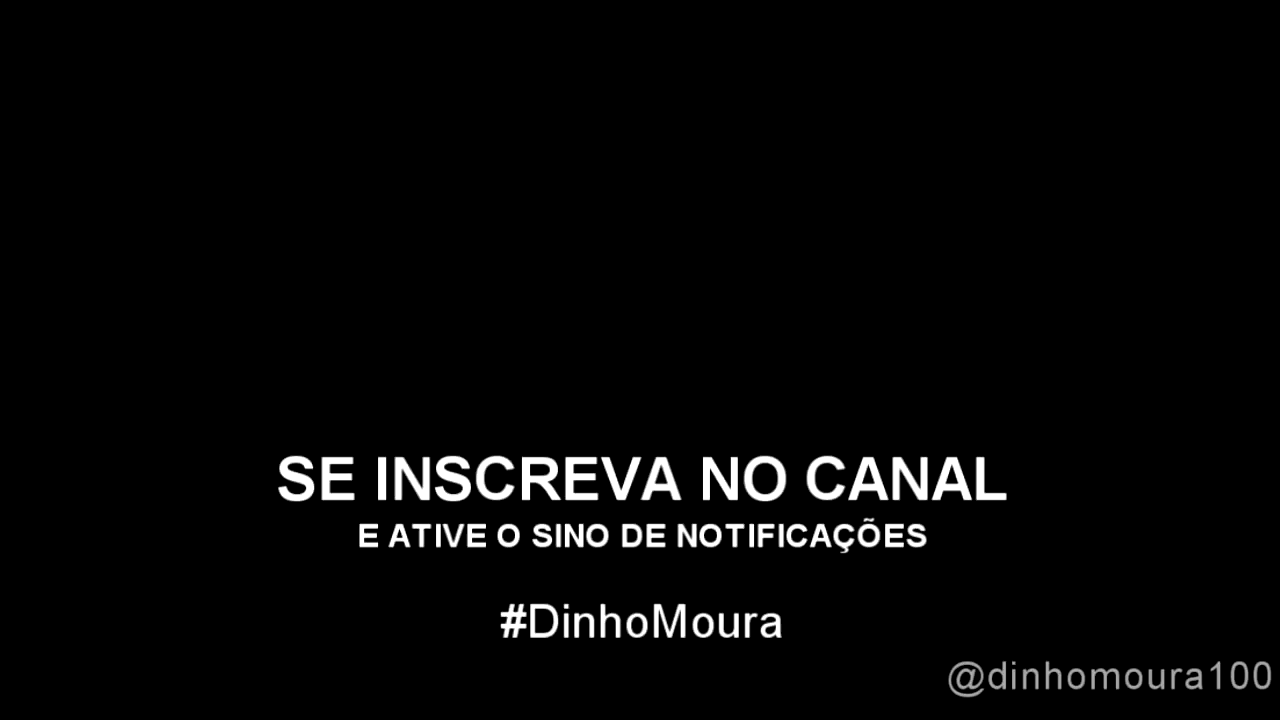 SE INSCREVA NO CANAL
E ATIVE O SINO DE NOTIFICAÇÕES
#DinhoMoura
@dinhomoura100